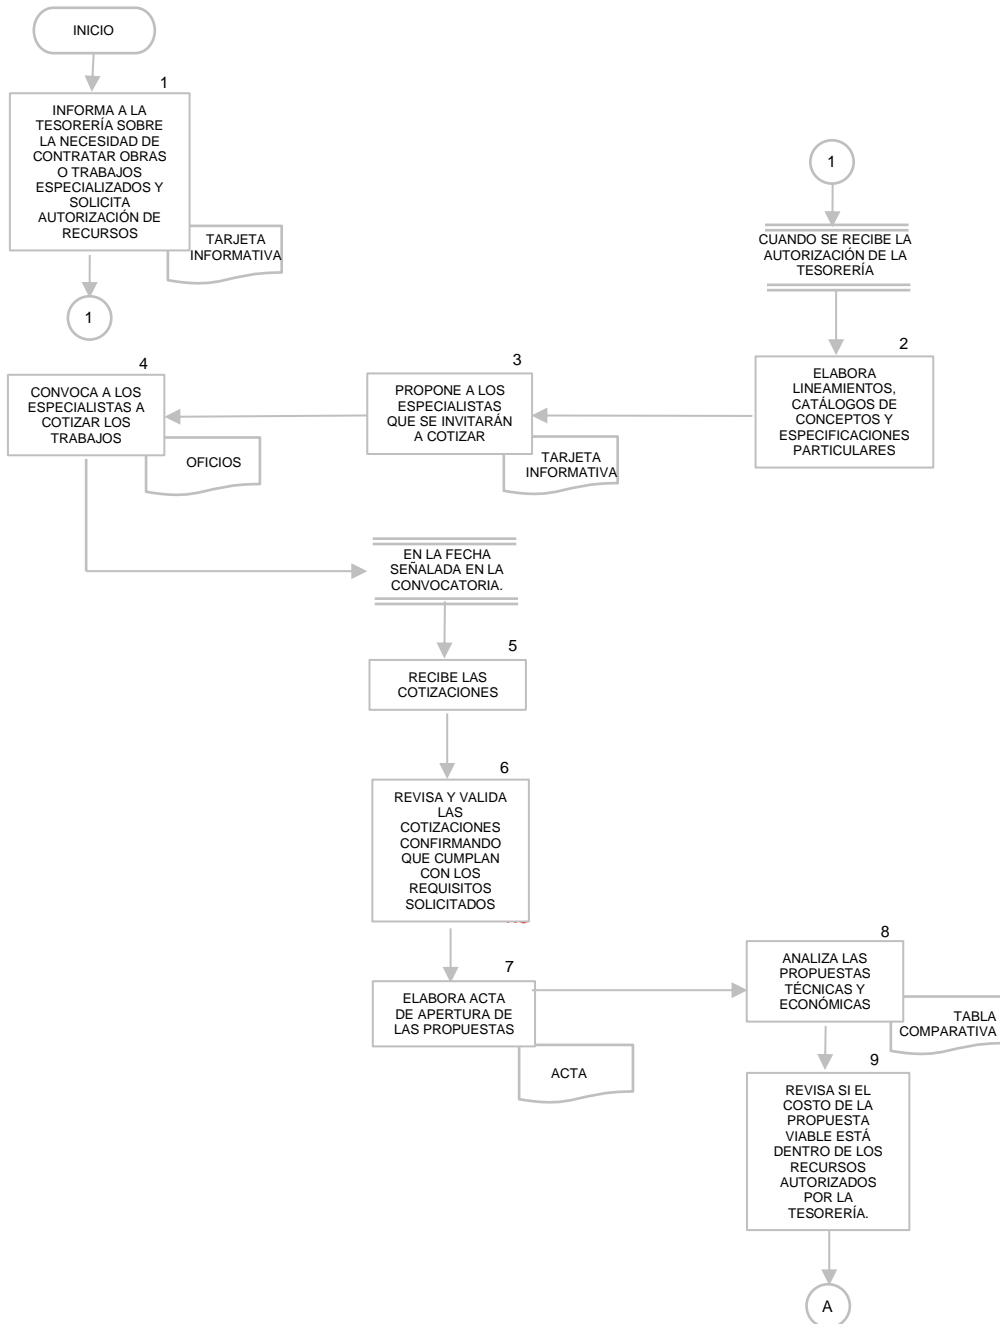 INICIO
1
INFORMA A LA
TESORERÍA SOBRE
LA NECESIDAD DE
CONTRATAR OBRAS
O TRABAJOS
ESPECIALIZADOS Y
SOLICITA
AUTORIZACIÓN DE
RECURSOS
TARJETA
INFORMATIVA
1
1
CUANDO SE RECIBE LA
AUTORIZACIÓN DE LA
TESORERÍA
2
ELABORA
LINEAMIENTOS,
CATÁLOGOS DE
CONCEPTOS Y
ESPECIFICACIONES
PARTICULARES
3
PROPONE A LOS
ESPECIALISTAS
QUE SE INVITARÁN
A COTIZAR
TARJETA
INFORMATIVA
4
CONVOCA A LOS
ESPECIALISTAS A
COTIZAR LOS
TRABAJOS
OFICIOS
EN LA FECHA
SEÑALADA EN LA
CONVOCATORIA.
5
RECIBE LAS
COTIZACIONES
6
REVISA Y VALIDA
LAS
COTIZACIONES
CONFIRMANDO
QUE CUMPLAN
CON LOS
REQUISITOS
SOLICITADOS
7
ELABORA ACTA
DE APERTURA DE
LAS PROPUESTAS
ACTA
8
ANALIZA LAS
PROPUESTAS
TÉCNICAS Y
ECONÓMICAS
TABLA
COMPARATIVA
9
REVISA SI EL
COSTO DE LA
PROPUESTA
VIABLE ESTÁ
DENTRO DE LOS
RECURSOS
AUTORIZADOS
POR LA
TESORERÍA.
A